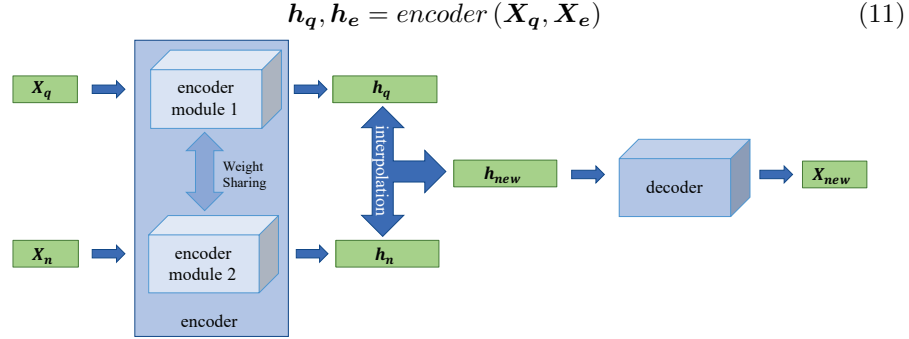 h_q, h_e = encoder (X_q, X_e) (11)
X_q
encoder
module 1
h_q
Weight
Sharing
interpolation
h_new
decoder
X_new
X_n
encoder
module 2
h_n
encoder